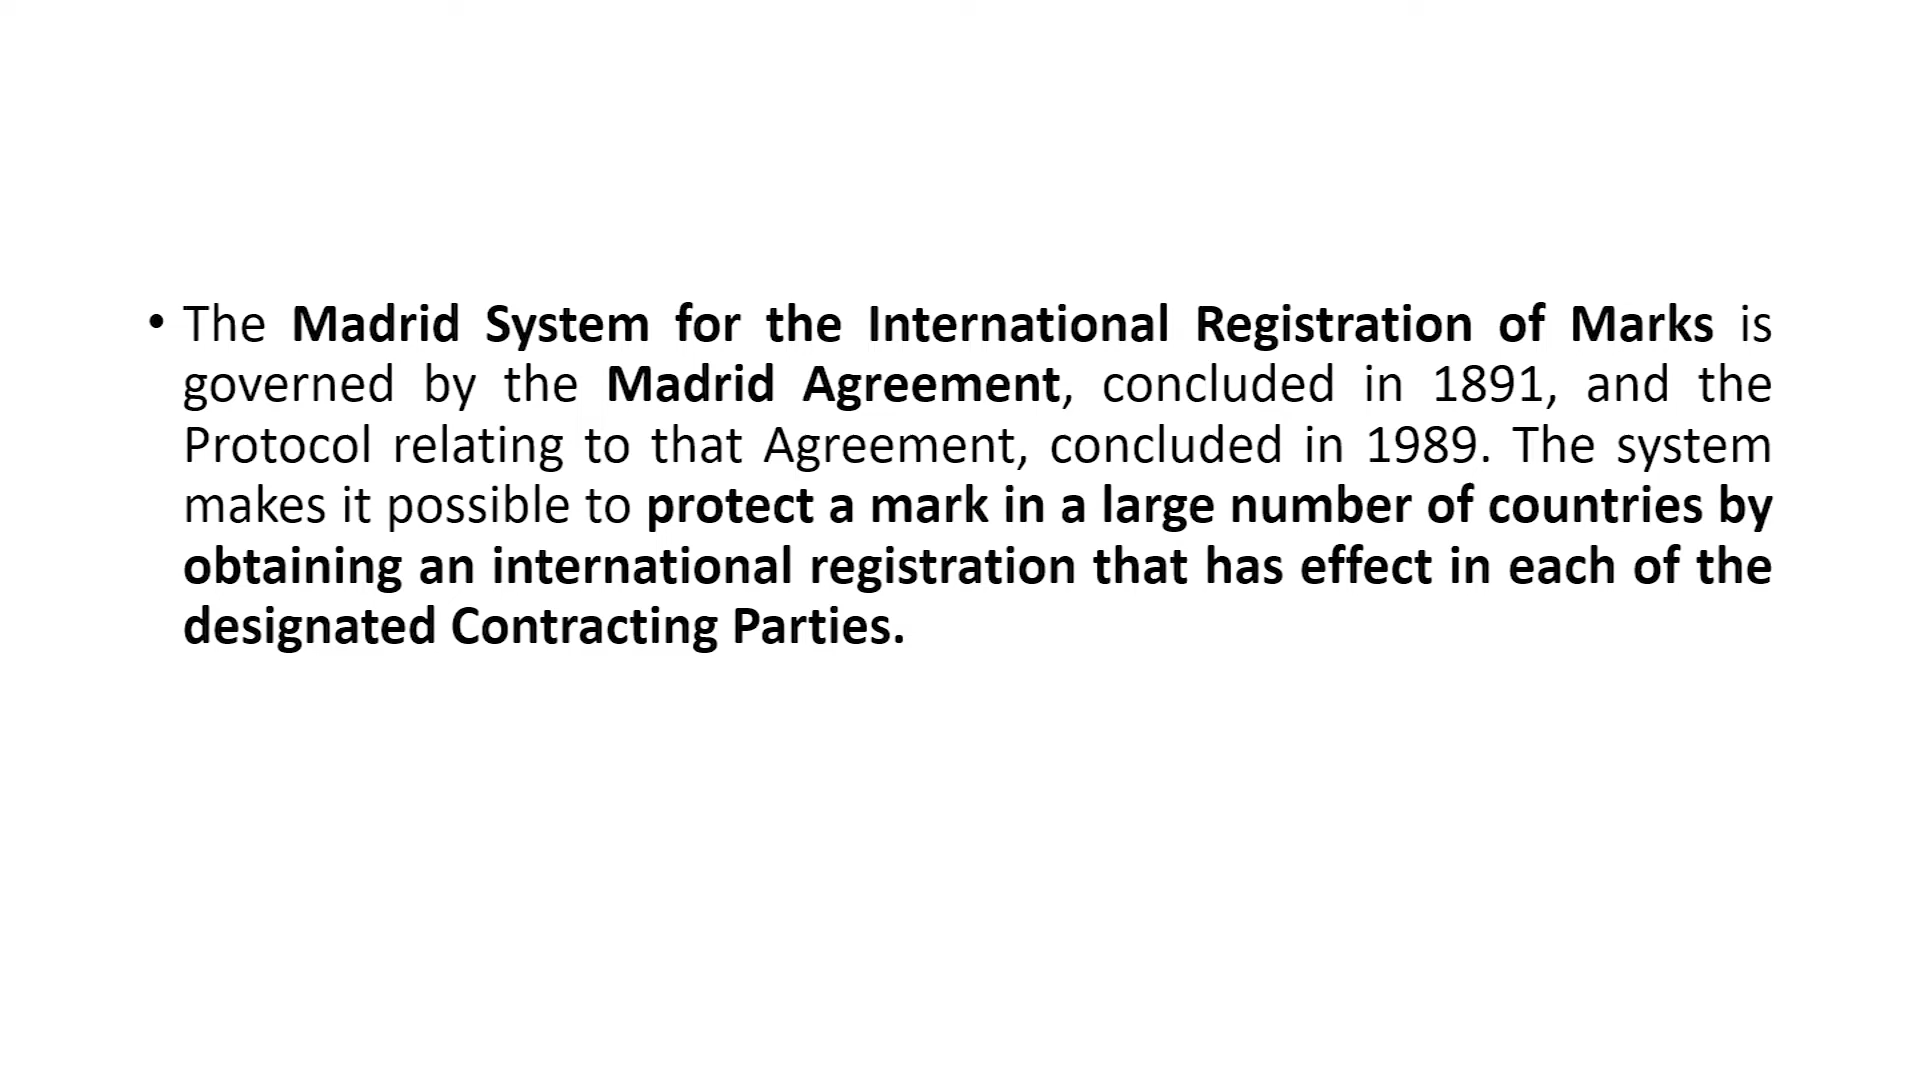 • The Madrid System for the International Registration of Marks is
governed by the Madrid Agreement, concluded in 1891, and the
Protocol relating to that Agreement, concluded in 1989. The system
makes it possible to protect a mark in a large number of countries by
obtaining an international registration that has effect in each of the
designated Contracting Parties.